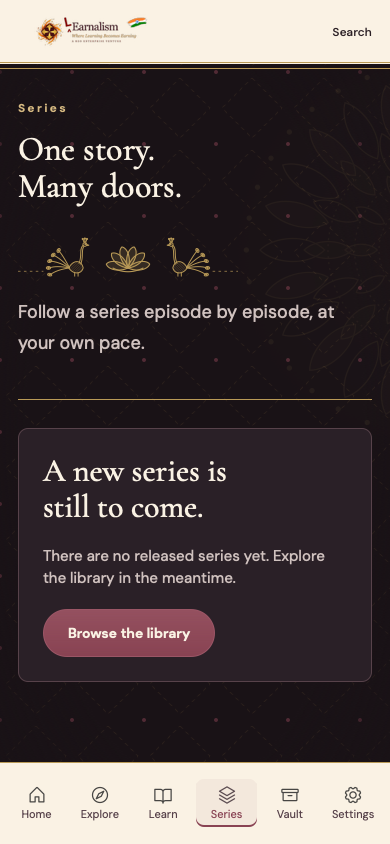 Earnalism
Where Learning Becomes Earning
Search
Series
One story.
Many doors.
Follow a series episode by episode, at
your own pace.
A new series is
still to come.
There are no released series yet. Explore
the library in the meantime.
Browse the library
Home
Explore
Learn
Series
Vault
Settings